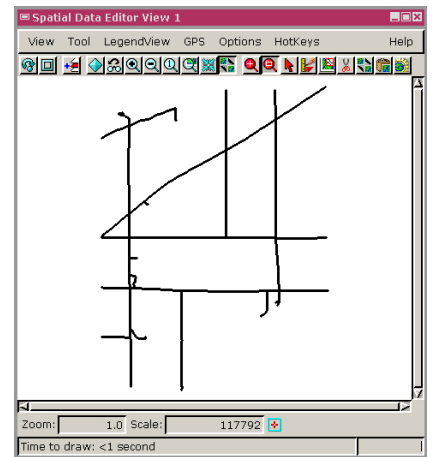 Spatial Data Editor View 1
View Tool LegendView GPS Options HotKeys Help
Zoom: 1.0 Scale: 117792
Time to draw: <1 second